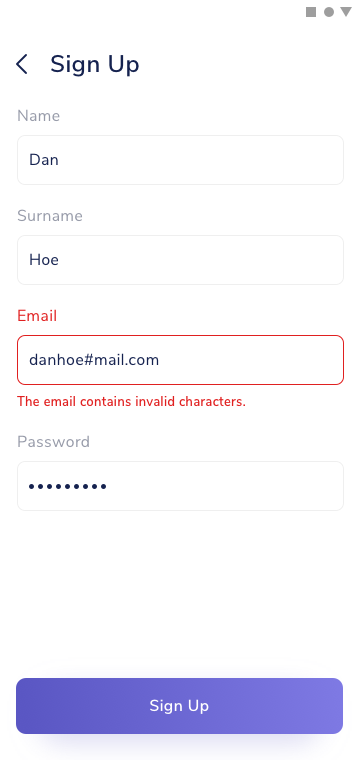 Sign Up
Name
Dan
Surname
Hoe
Email
danhoe#mail.com
The email contains invalid characters.
Password
•••••••••
Sign Up